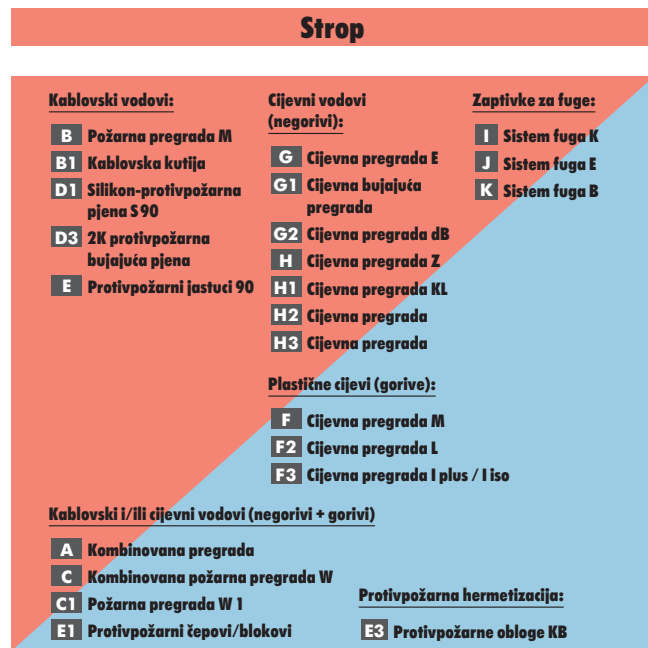 Strop
Kablovski vodovi:
B Požarna pregrada M
B1 Kablovska kutija
D1 Silikon-protivpožarna
pjena S 90
D3 2K protivpožarna
bujajuća pjena
E Protivpožarni jastuci 90
Cijevni vodovi
(negorivi):
G Cijevna pregrada E
G1 Cijevna bujajuća
pregrada
G2 Cijevna pregrada dB
H Cijevna pregrada Z
H1 Cijevna pregrada KL
H2 Cijevna pregrada
H3 Cijevna pregrada
Zaptivke za fuge:
I Sistem fuga K
J Sistem fuga E
K Sistem fuga B
Plastične cijevi (gorive):
F Cijevna pregrada M
F2 Cijevna pregrada L
F3 Cijevna pregrada I plus / I iso
Kablovski i/ili cijevni vodovi (negorivi + gorivi)
A Kombinovana pregrada
C Kombinovana požarna pregrada W
C1 Požarna pregrada W 1
E1 Protivpožarni čepovi/blokovi
Protivpožarna hermetizacija:
E3 Protivpožarne obloge KB